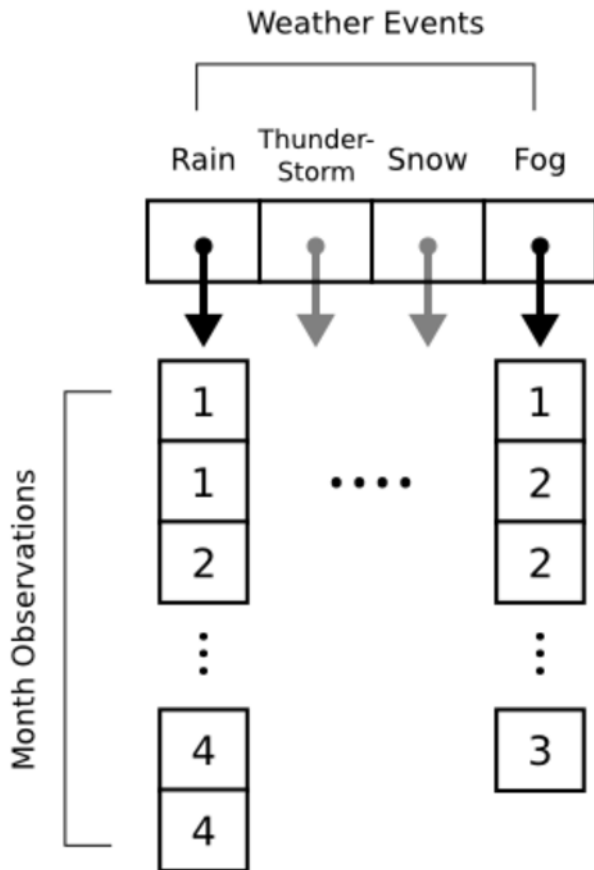 Weather Events
Rain
Thunder-
Storm
Snow
Fog
Month Observations
1
1
2
4
4
1
2
2
3